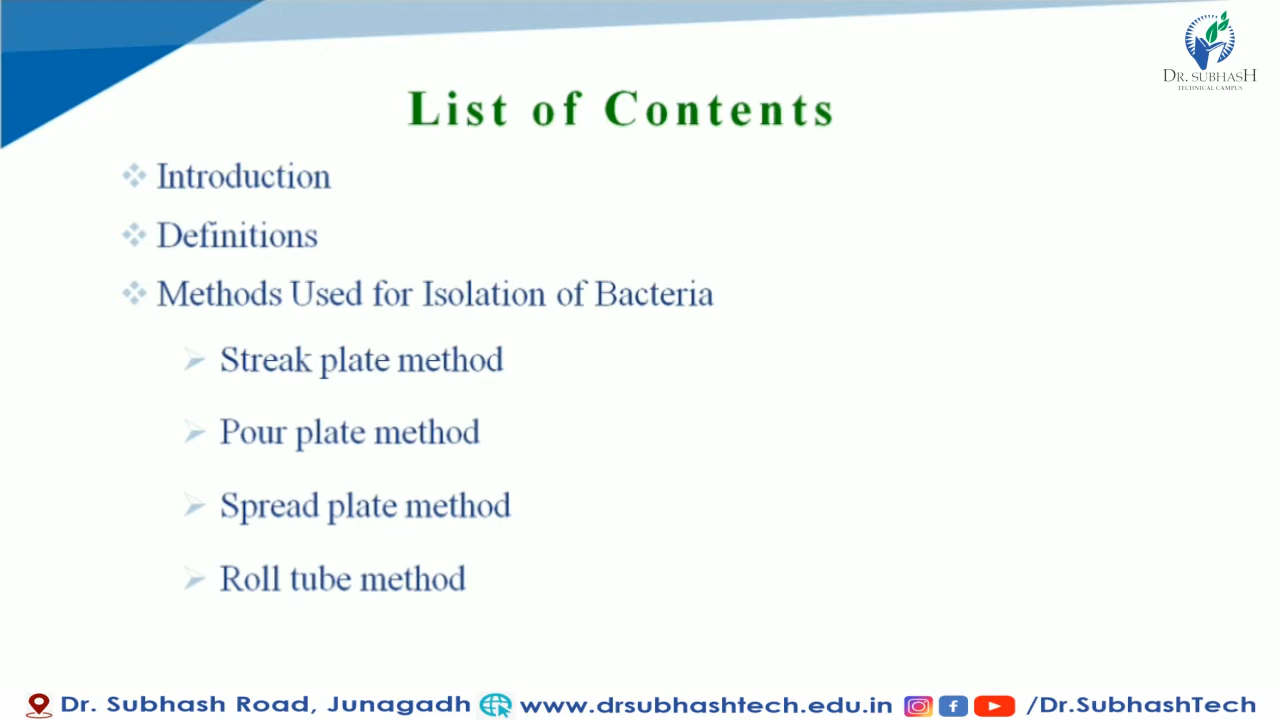 DR. SUBHASH
TECHNICAL CAMPUS
List of Contents
Introduction
Definitions
Methods Used for Isolation of Bacteria
Streak plate method
Pour plate method
Spread plate method
Roll tube method
Dr. Subhash Road, Junagadh www.drsubhashtech.edu.in /Dr.SubhashTech